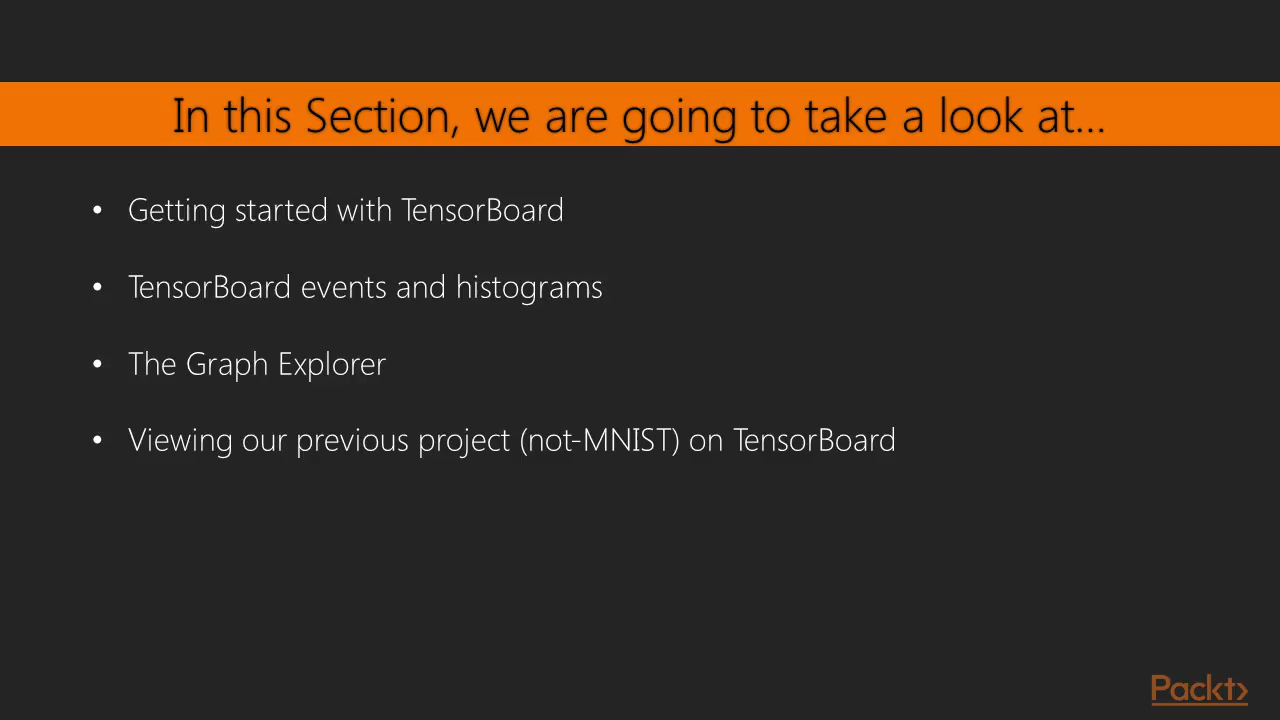 In this Section, we are going to take a look at...
• Getting started with TensorBoard
• TensorBoard events and histograms
• The Graph Explorer
• Viewing our previous project (not-MNIST) on TensorBoard
Packt>